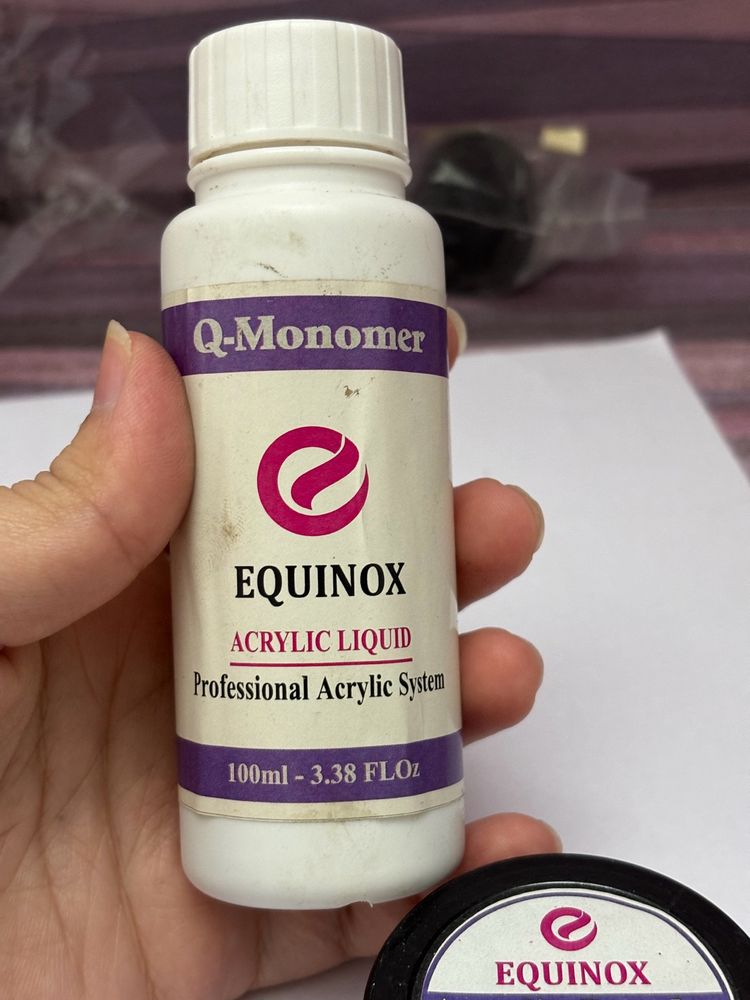 Q-Monomer
EQUINOX
ACRYLIC LIQUID
Professional Acrylic System
100ml - 3.38 FLOz
EQUINOX